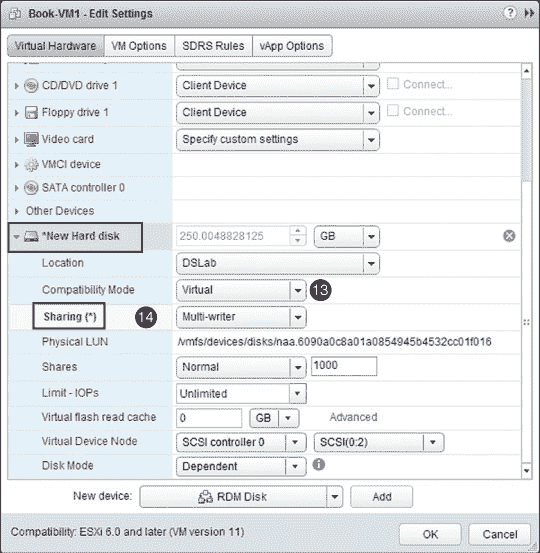 Book-VM1 - Edit Settings
Virtual Hardware VM Options SDRS Rules vApp Options
CD/DVD drive 1 Client Device Connect...
Floppy drive 1 Client Device Connect...
Video card Specify custom settings
VMCI device
SATA controller 0
Other Devices
*New Hard disk 250.0048828125 GB
Location DSLab
Compatibility Mode Virtual 13
Sharing (*) 14 Multi-writer
Physical LUN /vmfs/devices/disks/naa.6090a0c8a01a0854945b4532cc01f016
Shares Normal 1000
Limit - IOPs Unlimited
Virtual flash read cache 0 GB Advanced
Virtual Device Node SCSI controller 0 SCSI(0:2)
Disk Mode Dependent
New device: RDM Disk Add
Compatibility: ESXi 6.0 and later (VM version 11) OK Cancel